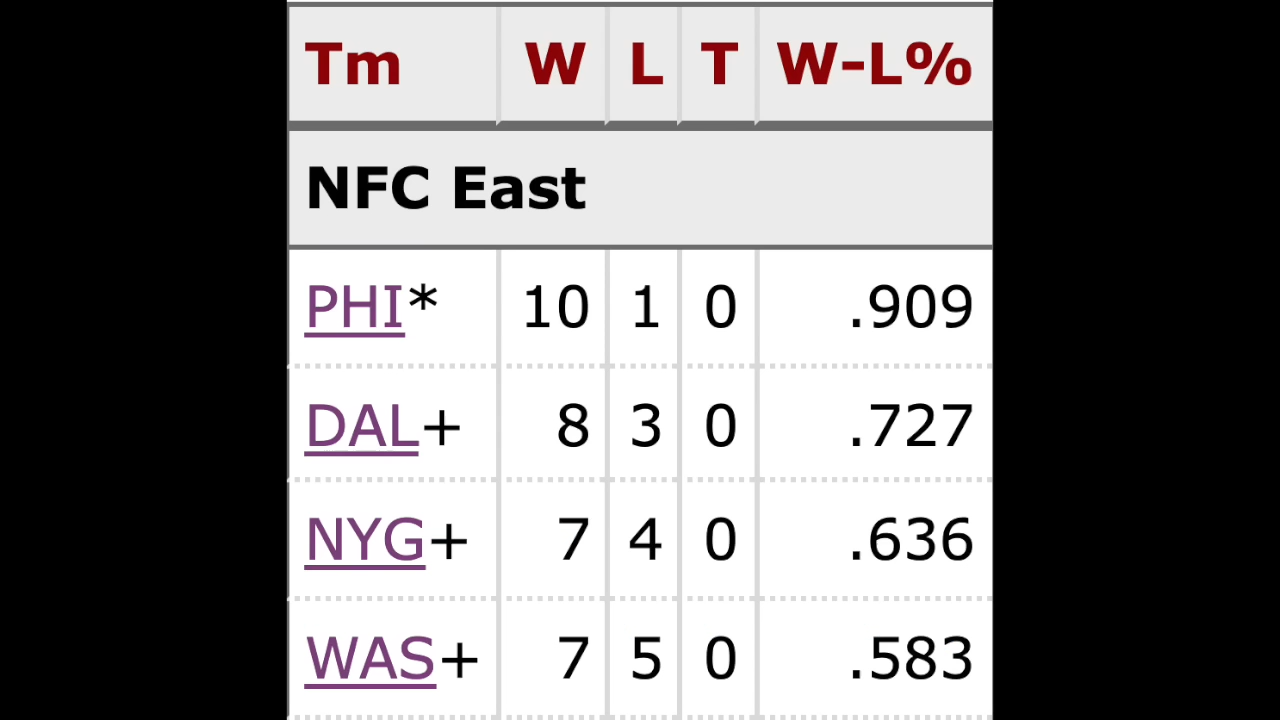 Tm W L T W-L%
NFC East
PHI* 10 1 0 .909
DAL+ 8 3 0 .727
NYG+ 7 4 0 .636
WAS+ 7 5 0 .583